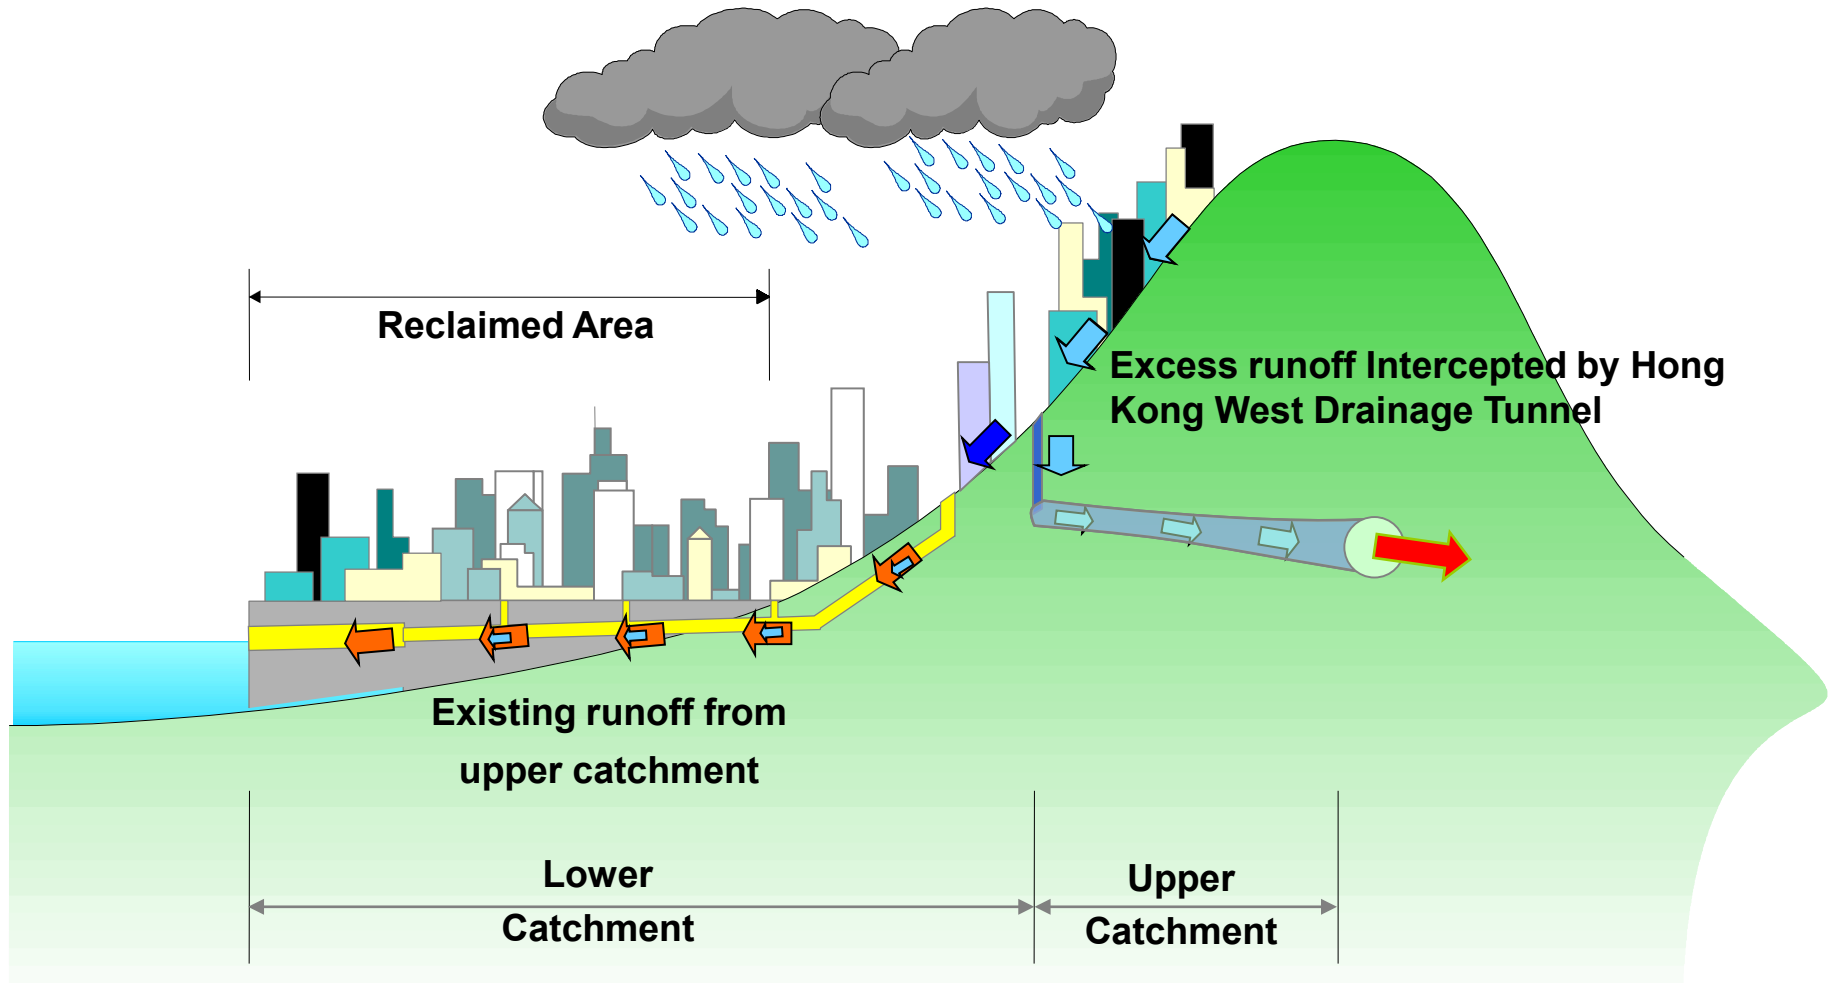 Reclaimed Area
Excess runoff Intercepted by Hong
Kong West Drainage Tunnel
Existing runoff from
upper catchment
Lower
Catchment
Upper
Catchment